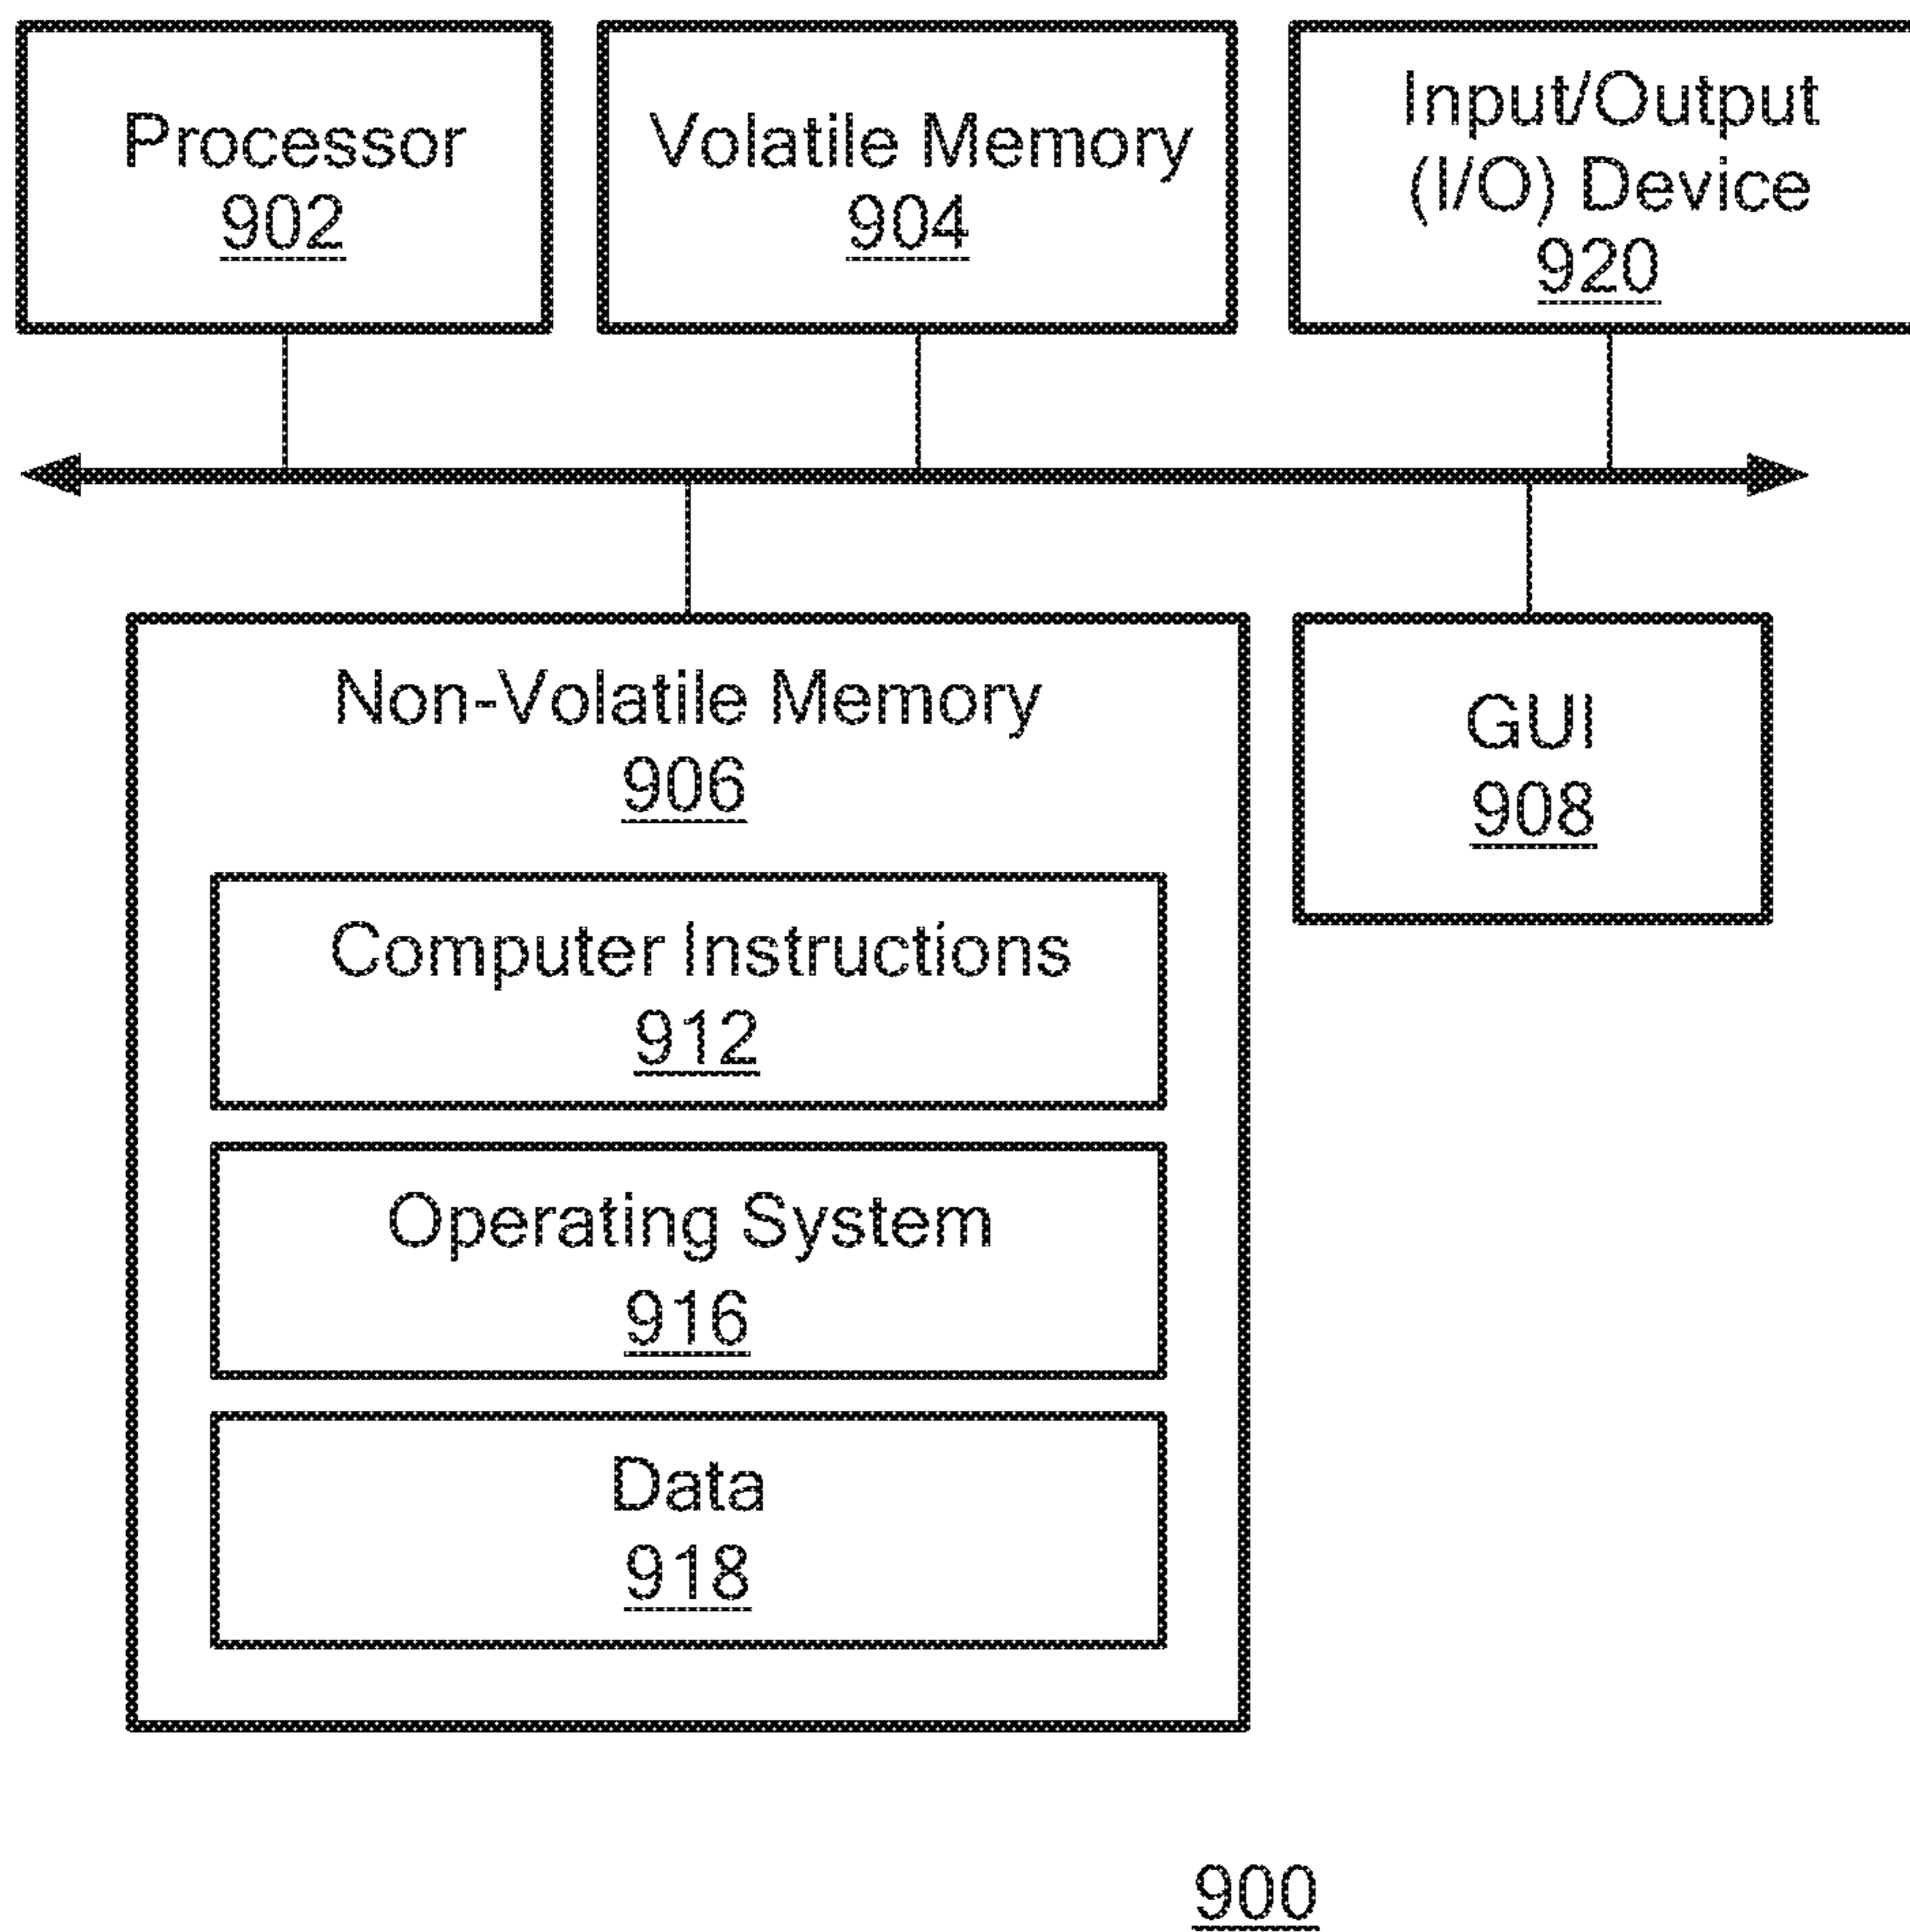 Processor
902
Volatile Memory
904
Input/Output
(I/O) Device
920
Non-Volatile Memory
906
Computer Instructions
912
Operating System
916
Data
918
GUI
908
900